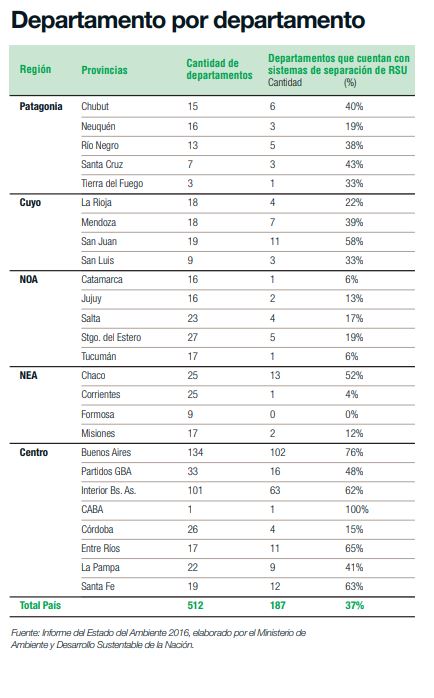 Departamento por departamento
Región Provincias Cantidad de departamentos Departamentos que cuentan con sistemas de separación de RSU
Cantidad (%)
Patagonia Chubut 15 6 40%
Neuquén 16 3 19%
Río Negro 13 5 38%
Santa Cruz 7 3 43%
Tierra del Fuego 3 1 33%
Cuyo La Rioja 18 4 22%
Mendoza 18 7 39%
San Juan 19 11 58%
San Luis 9 3 33%
NOA Catamarca 16 1 6%
Jujuy 16 2 13%
Salta 23 4 17%
Stgo. del Estero 27 5 19%
Tucumán 17 1 6%
NEA Chaco 25 13 52%
Corrientes 25 1 4%
Formosa 9 0 0%
Misiones 17 2 12%
Centro Buenos Aires 134 102 76%
Partidos GBA 33 16 48%
Interior Bs. As. 101 63 62%
CABA 1 1 100%
Córdoba 26 4 15%
Entre Ríos 17 11 65%
La Pampa 22 9 41%
Santa Fe 19 12 63%
Total País 512 187 37%
Fuente: Informe del Estado del Ambiente 2016, elaborado por el Ministerio de
Ambiente y Desarrollo Sustentable de la Nación.